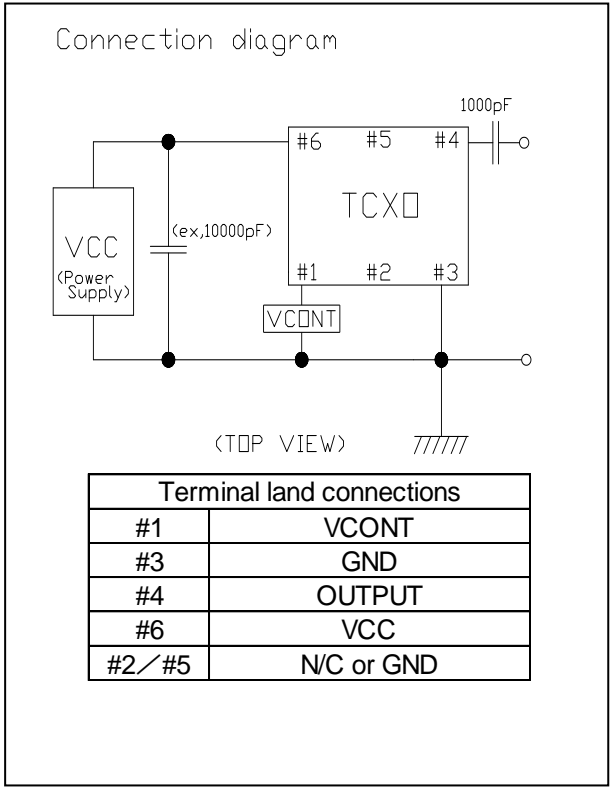 Connection diagram
1000pF
#6 #5 #4
TCXO
(ex,10000pF)
VCC
(Power
Supply)
#1 #2 #3
VCONT
(TOP VIEW)
Terminal land connections
#1 VCONT
#3 GND
#4 OUTPUT
#6 VCC
#2／#5 N/C or GND